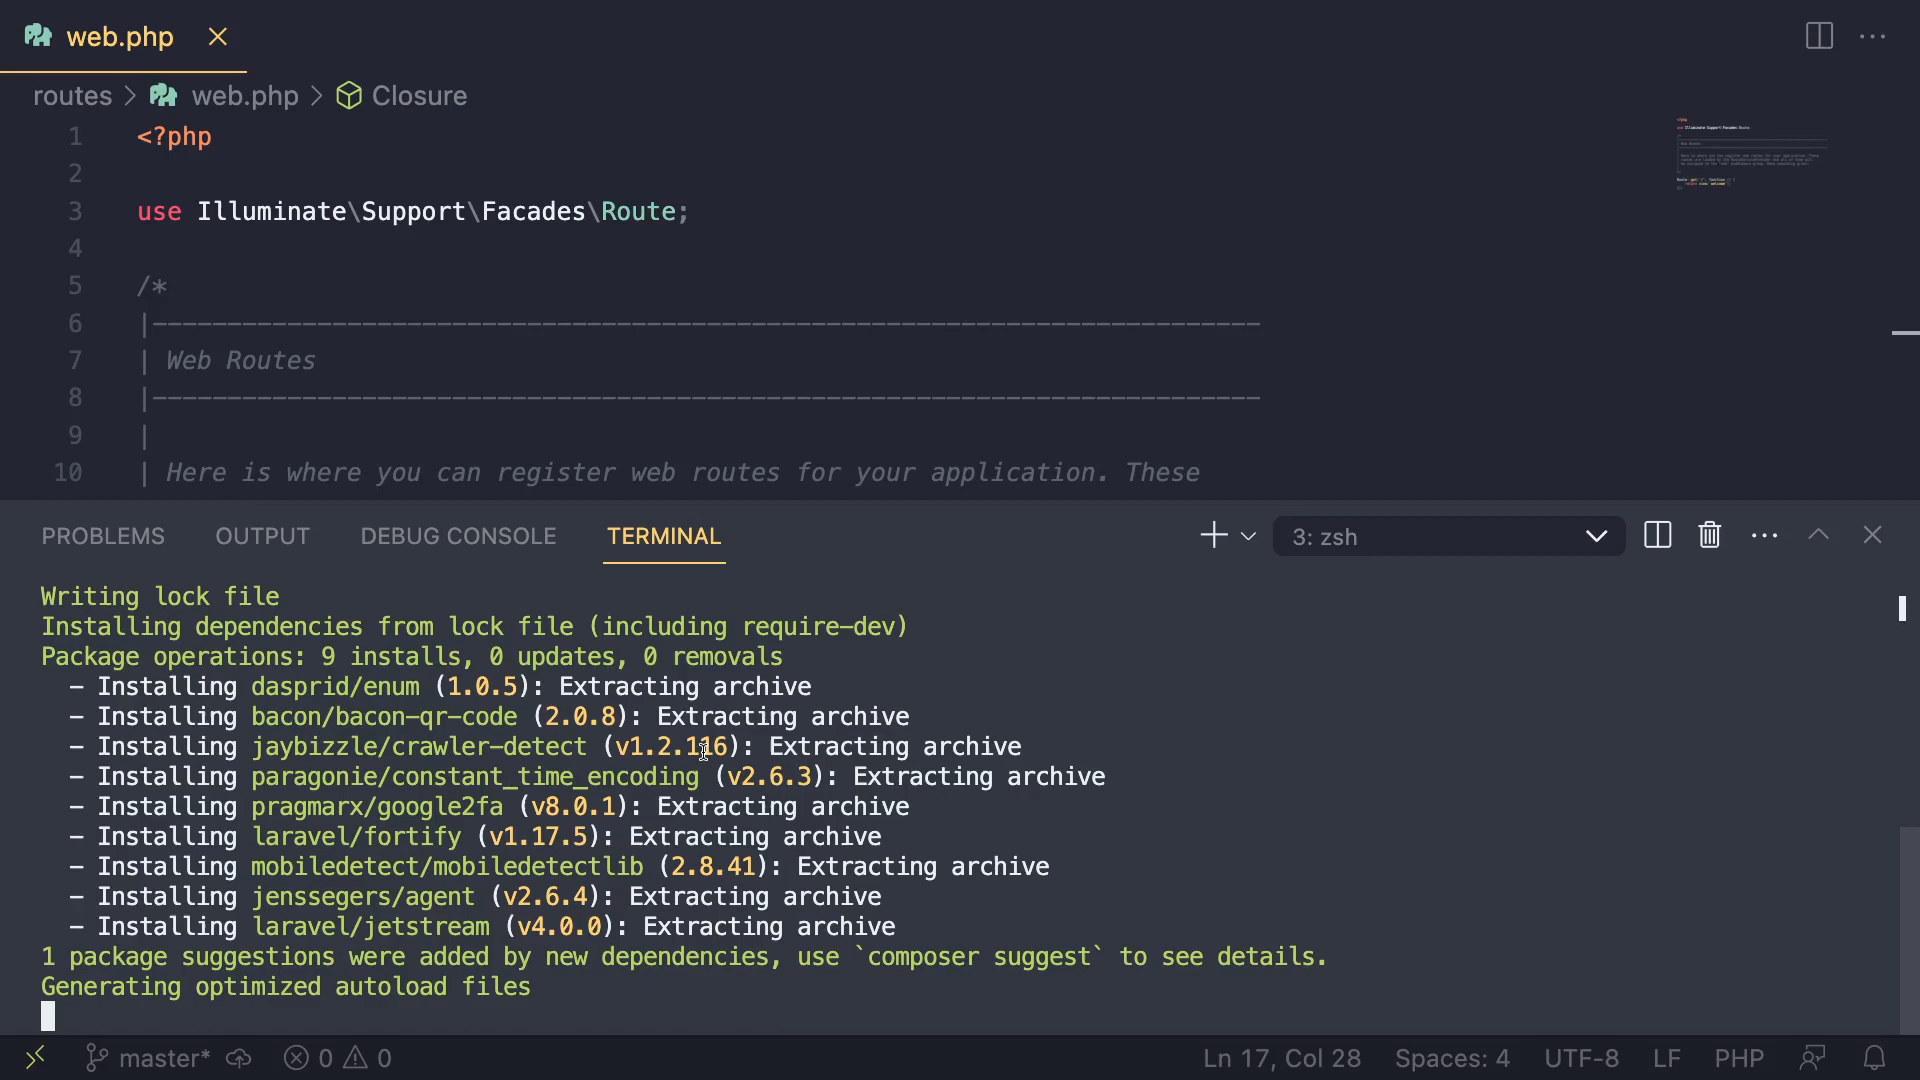 web.php
routes > web.php > Closure
1 <?php
2
3 use Illuminate\Support\Facades\Route;
4
5 /*
6 |--------------------------------------------------------------------------
7 | Web Routes
8 |--------------------------------------------------------------------------
9 |
10 | Here is where you can register web routes for your application. These
PROBLEMS OUTPUT DEBUG CONSOLE TERMINAL 3: zsh
Writing lock file
Installing dependencies from lock file (including require-dev)
Package operations: 9 installs, 0 updates, 0 removals
- Installing dasprid/enum (1.0.5): Extracting archive
- Installing bacon/bacon-qr-code (2.0.8): Extracting archive
- Installing jaybizzle/crawler-detect (v1.2.116): Extracting archive
- Installing paragonie/constant_time_encoding (v2.6.3): Extracting archive
- Installing pragmarx/google2fa (v8.0.1): Extracting archive
- Installing laravel/fortify (v1.17.5): Extracting archive
- Installing mobiledetect/mobiledetectlib (2.8.41): Extracting archive
- Installing jenssegers/agent (v2.6.4): Extracting archive
- Installing laravel/jetstream (v4.0.0): Extracting archive
1 package suggestions were added by new dependencies, use `composer suggest` to see details.
Generating optimized autoload files
master* 0 0 Ln 17, Col 28 Spaces: 4 UTF-8 LF PHP